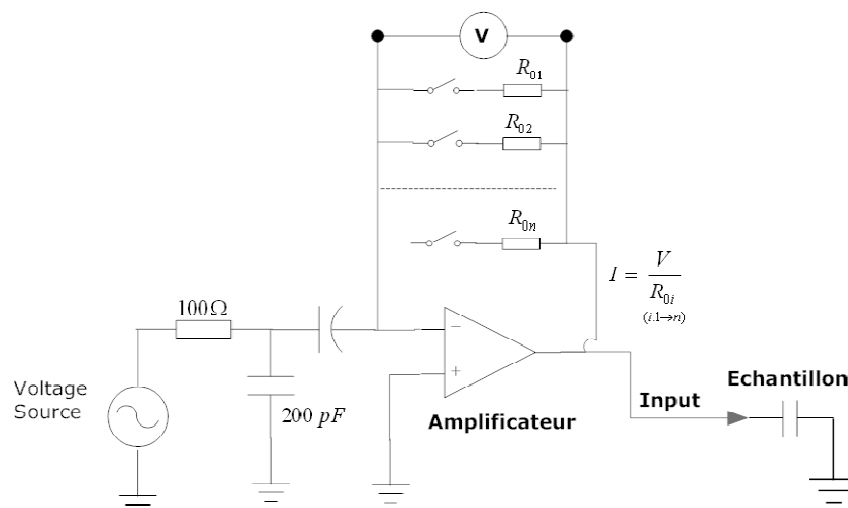 V
R01
R02
R0n
I = V / R0i
(i.1→n)
100Ω
200 pF
−
+
Voltage
Source
Amplificateur
Input
Echantillon